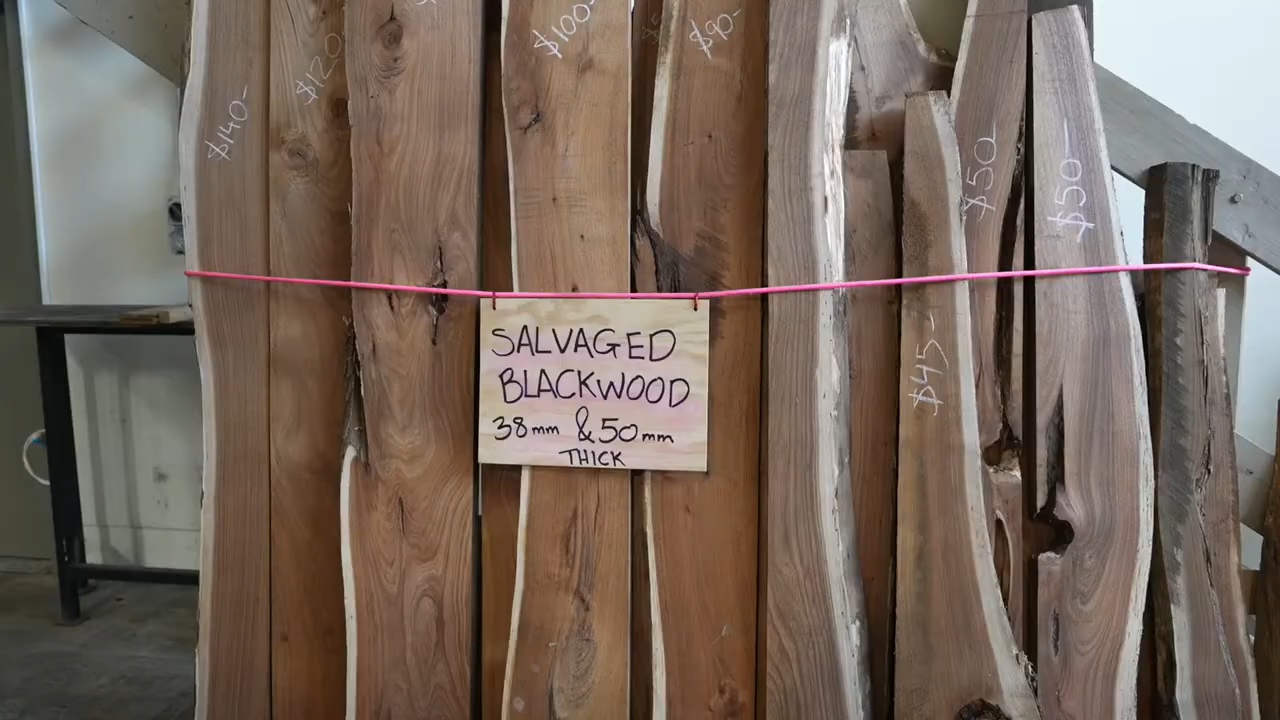 $140-
$120
$100-
$90-
$50
$50-
$45-
SALVAGED
BLACKWOOD
38mm & 50mm
THICK